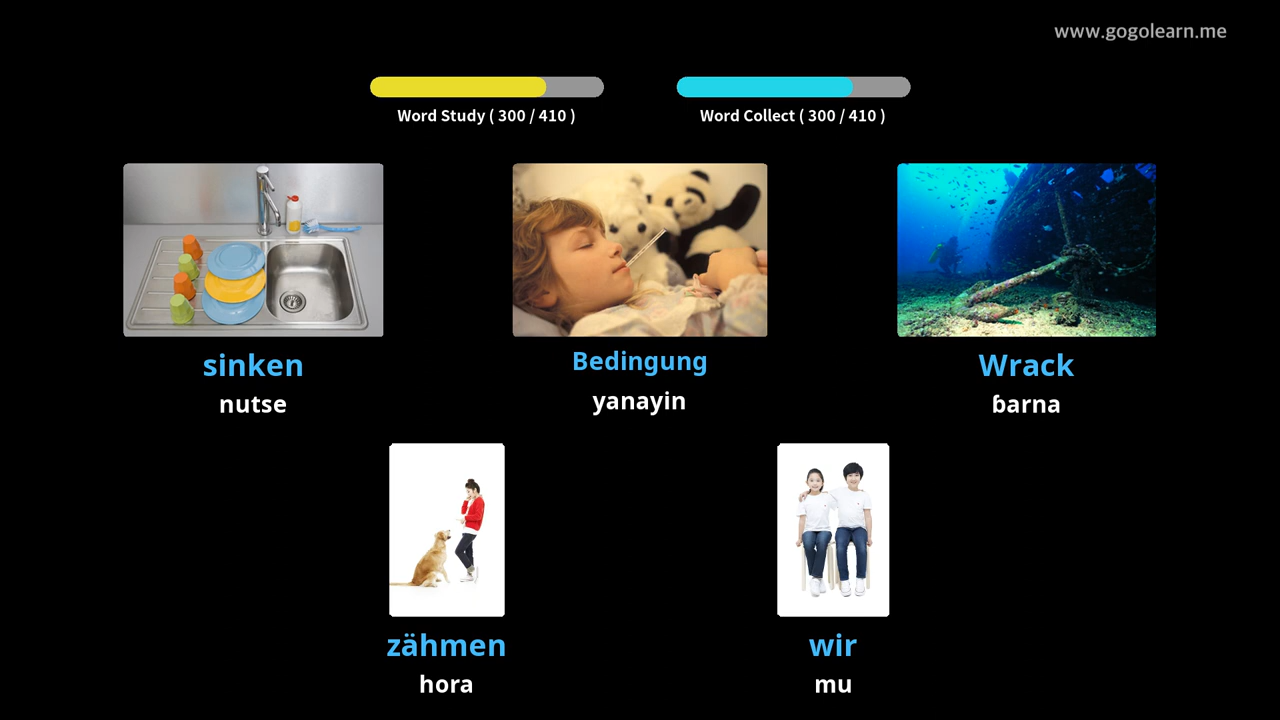 www.gogolearn.me
Word Study ( 300 / 410 )
Word Collect ( 300 / 410 )
sinken
nutse
Bedingung
yanayin
Wrack
ɓarna
zähmen
hora
wir
mu